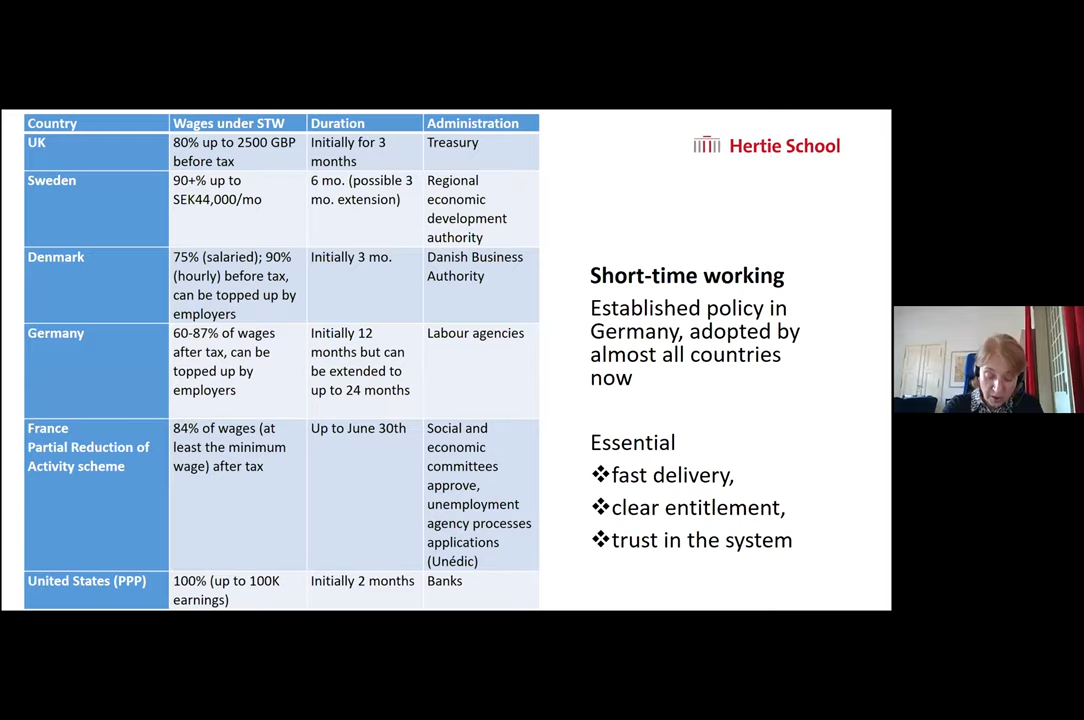 Country Wages under STW Duration Administration
UK 80% up to 2500 GBP Initially for 3 Treasury
before tax months
Sweden 90+% up to 6 mo. (possible 3 Regional
SEK44,000/mo mo. extension) economic
development
authority
Denmark 75% (salaried); 90% Initially 3 mo. Danish Business
(hourly) before tax, Authority
can be topped up by
employers
Germany 60-87% of wages Initially 12 Labour agencies
after tax, can be months but can
topped up by be extended to
employers up to 24 months
France 84% of wages (at Up to June 30th Social and
Partial Reduction of least the minimum economic
Activity scheme wage) after tax committees
approve,
unemployment
agency processes
applications
(Unédic)
United States (PPP) 100% (up to 100K Initially 2 months Banks
earnings)
Hertie School
Short-time working
Established policy in
Germany, adopted by
almost all countries
now
Essential
❖fast delivery,
❖clear entitlement,
❖trust in the system